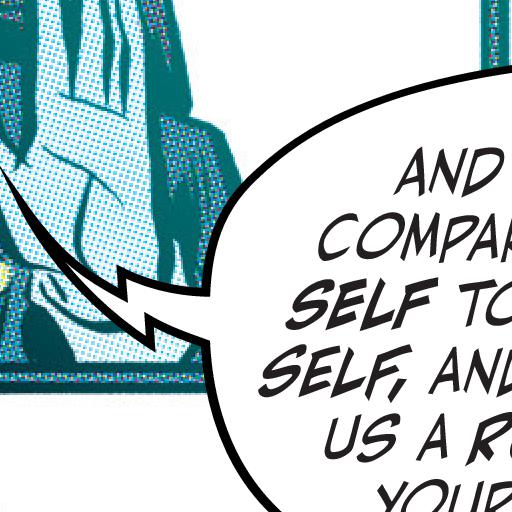 AND
COMPAR
SELF TO
SELF, AND
US A R
YOUR